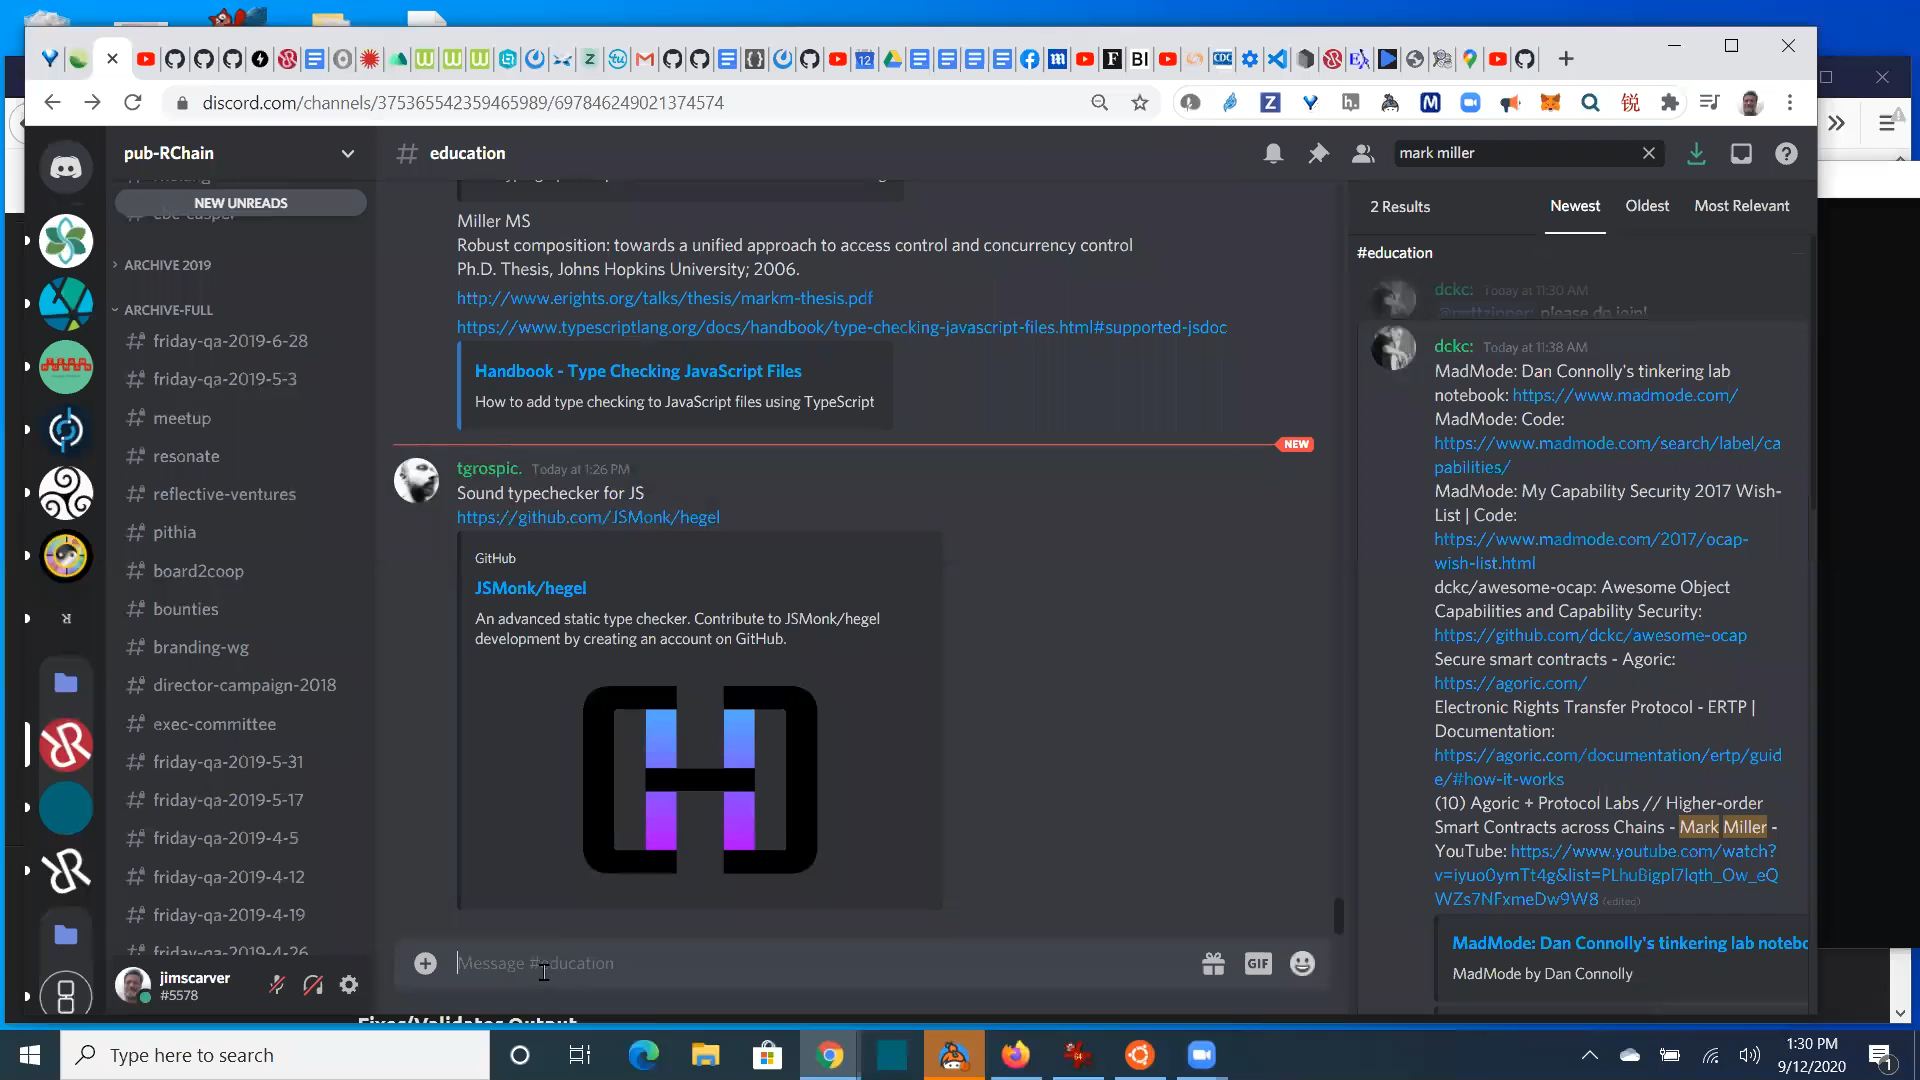 discord.com/channels/375365542359465989/697846249021374574
pub-RChain
NEW UNREADS
ARCHIVE 2019
ARCHIVE-FULL
friday-qa-2019-6-28
friday-qa-2019-5-3
meetup
resonate
reflective-ventures
pithia
board2coop
bounties
branding-wg
director-campaign-2018
exec-committee
friday-qa-2019-5-31
friday-qa-2019-5-17
friday-qa-2019-4-5
friday-qa-2019-4-12
friday-qa-2019-4-19
friday-qa-2019-4-26
jimscarver
#5578
education
mark miller
Miller MS
Robust composition: towards a unified approach to access control and concurrency control
Ph.D. Thesis, Johns Hopkins University; 2006.
http://www.erights.org/talks/thesis/markm-thesis.pdf
https://www.typescriptlang.org/docs/handbook/type-checking-javascript-files.html#supported-jsdoc
Handbook - Type Checking JavaScript Files
How to add type checking to JavaScript files using TypeScript
NEW
tgrospic. Today at 1:26 PM
Sound typechecker for JS
https://github.com/JSMonk/hegel
GitHub
JSMonk/hegel
An advanced static type checker. Contribute to JSMonk/hegel
development by creating an account on GitHub.
Message #education
GIF
2 Results
Newest
Oldest
Most Relevant
#education
dckc: Today at 11:30 AM
please do join!
dckc: Today at 11:38 AM
MadMode: Dan Connolly's tinkering lab
notebook: https://www.madmode.com/
MadMode: Code:
https://www.madmode.com/search/label/ca
pabilities/
MadMode: My Capability Security 2017 Wish-
List | Code:
https://www.madmode.com/2017/ocap-
wish-list.html
dckc/awesome-ocap: Awesome Object
Capabilities and Capability Security:
https://github.com/dckc/awesome-ocap
Secure smart contracts - Agoric:
https://agoric.com/
Electronic Rights Transfer Protocol - ERTP |
Documentation:
https://agoric.com/documentation/ertp/guid
e/#how-it-works
(10) Agoric + Protocol Labs // Higher-order
Smart Contracts across Chains - Mark Miller -
YouTube: https://www.youtube.com/watch?
v=iyuo0ymTt4g&list=PLhuBigpl7lqth_Ow_eQ
WZs7NFxmeDw9W8 (edited)
MadMode: Dan Connolly's tinkering lab notebo
MadMode by Dan Connolly
Type here to search
1:30 PM
9/12/2020